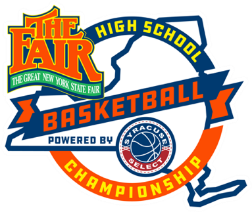 THE
FAIR
THE GREAT NEW YORK STATE FAIR
HIGH SCHOOL
BASKETBALL
POWERED BY
SYRACUSE
SELECT
CHAMPIONSHIP